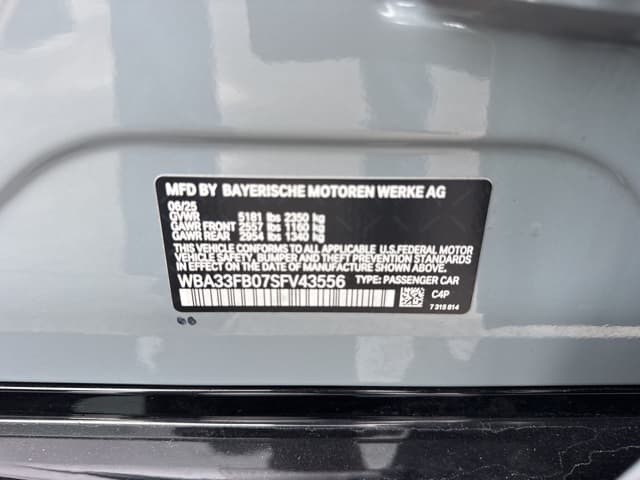 MFD BY BAYERISCHE MOTOREN WERKE AG
06/25
GVWR 5181 lbs 2350 kg
GAWR FRONT 2557 lbs 1160 kg
GAWR REAR 2954 lbs 1340 kg
THIS VEHICLE CONFORMS TO ALL APPLICABLE U.S. FEDERAL MOTOR
VEHICLE SAFETY, BUMPER AND THEFT PREVENTION STANDARDS IN
EFFECT ON THE DATE OF MANUFACTURE SHOWN ABOVE.
WBA33FB07SFV43556 TYPE: PASSENGER CAR
C4P
7 315 814